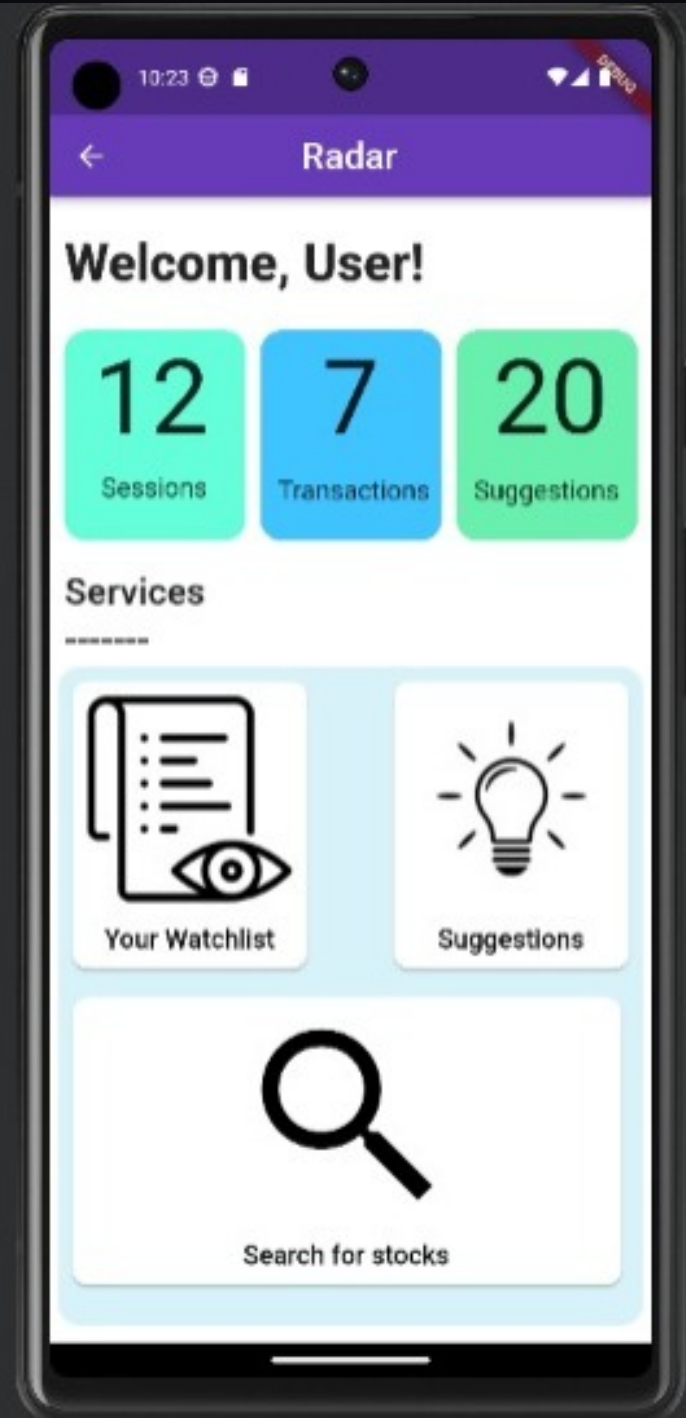 10:23
DEBUG
Radar
Welcome, User!
12 7 20
Sessions Transactions Suggestions
Services
-------
Your Watchlist Suggestions
Search for stocks